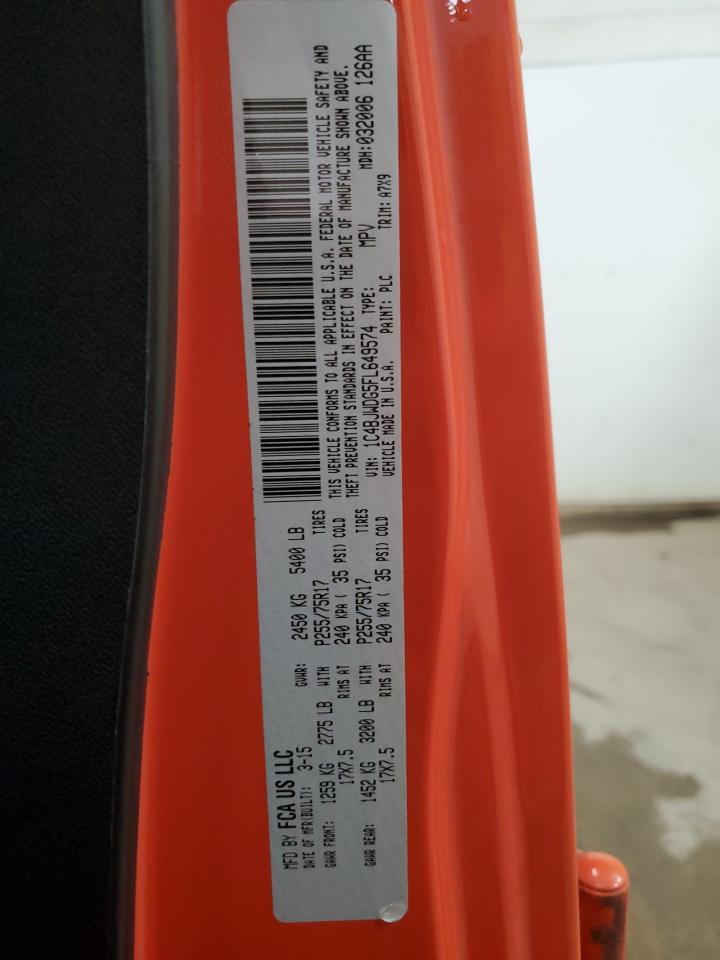 MFD BY FCA US LLC
DATE OF MFR(BUILT): 3-15 GVWR: 2450 KG 5400 LB
GAWR FRONT: 1259 KG 2775 LB WITH P255/75R17 TIRES
17X7.5 RIMS AT 240 KPA ( 35 PSI) COLD
GAWR REAR: 1452 KG 3200 LB WITH P255/75R17 TIRES
17X7.5 RIMS AT 240 KPA ( 35 PSI) COLD
THIS VEHICLE CONFORMS TO ALL APPLICABLE U.S.A. FEDERAL MOTOR VEHICLE SAFETY AND
THEFT PREVENTION STANDARDS IN EFFECT ON THE DATE OF MANUFACTURE SHOWN ABOVE.
VIN: 1C4BJWDG5FL649574 TYPE: MPV MDH:032006 126AA
VEHICLE MADE IN U.S.A. PAINT: PLC TRIM: A7X9